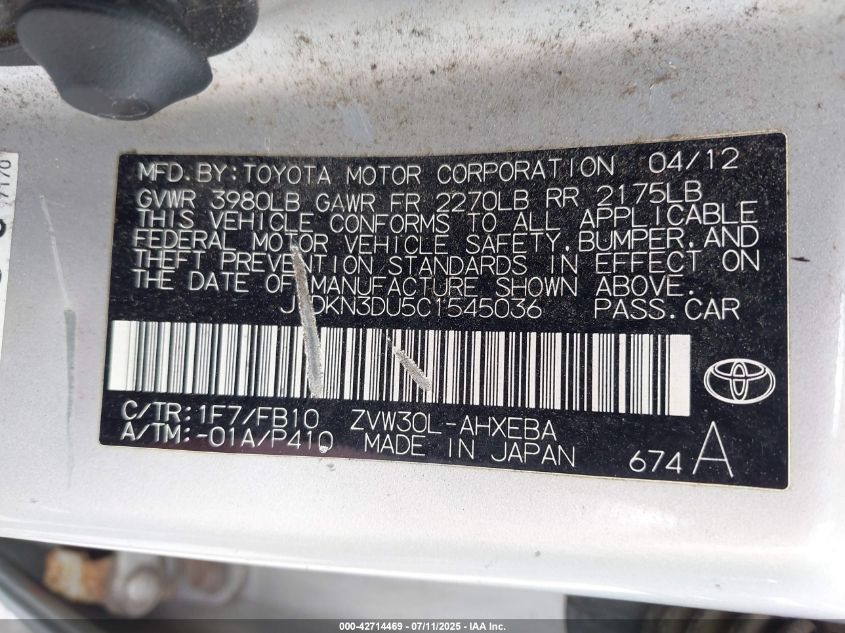 MFD.BY:TOYOTA MOTOR CORPORATION 04/12
GVWR 3980LB GAWR FR 2270LB RR 2175LB
THIS VEHICLE CONFORMS TO ALL APPLICABLE
FEDERAL MOTOR VEHICLE SAFETY,BUMPER,AND
THEFT PREVENTION STANDARDS IN EFFECT ON
THE DATE OF MANUFACTURE SHOWN ABOVE.
PASS.CAR
C/TR:1F7/FB10 ZVW30L-AHXEBA
A/TM:-01A/P410 MADE IN JAPAN
674A
000-42714469 - 07/11/2025 - IAA Inc.